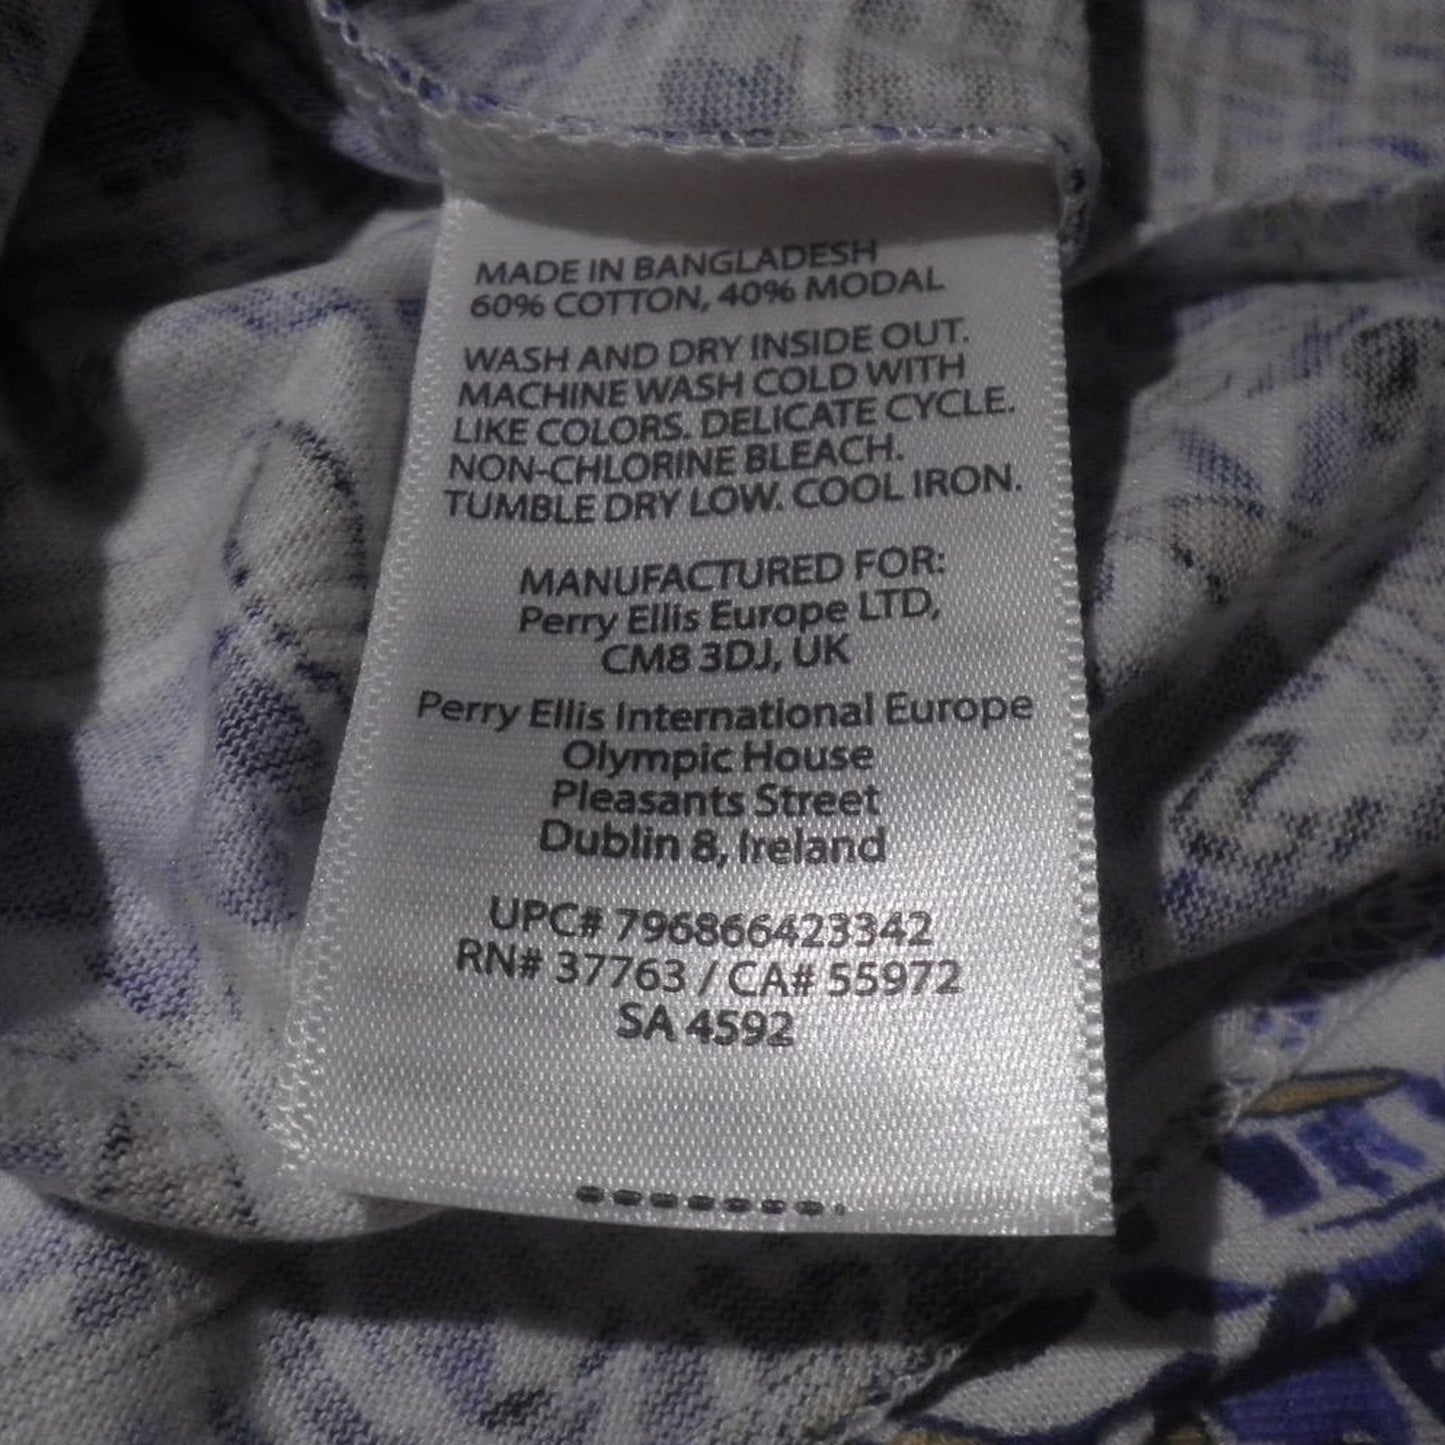 MADE IN BANGLADESH
60% COTTON, 40% MODAL
WASH AND DRY INSIDE OUT.
MACHINE WASH COLD WITH
LIKE COLORS. DELICATE CYCLE.
NON-CHLORINE BLEACH.
TUMBLE DRY LOW. COOL IRON.
MANUFACTURED FOR:
Perry Ellis Europe LTD,
CM8 3DJ, UK
Perry Ellis International Europe
Olympic House
Pleasants Street
Dublin 8, Ireland
UPC# 796866423342
RN# 37763 / CA# 55972
SA 4592